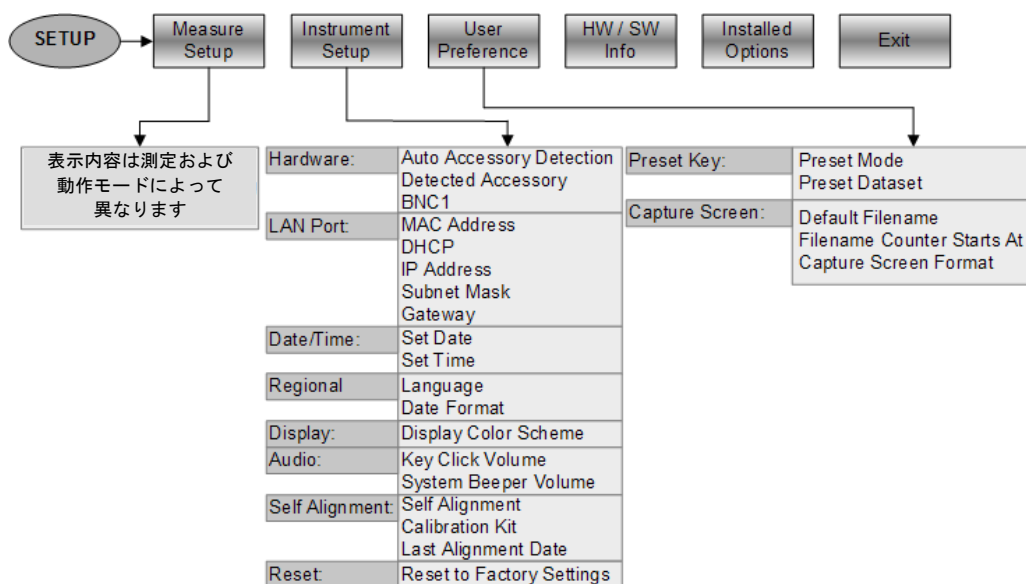 SETUP
Measure
Setup
Instrument
Setup
User
Preference
HW / SW
Info
Installed
Options
Exit
表示内容は測定および
動作モードによって
異なります
Hardware:
Auto Accessory Detection
Detected Accessory
BNC1
LAN Port:
MAC Address
DHCP
IP Address
Subnet Mask
Gateway
Date/Time:
Set Date
Set Time
Regional
Language
Date Format
Display:
Display Color Scheme
Audio:
Key Click Volume
System Beeper Volume
Self Alignment:
Self Alignment
Calibration Kit
Last Alignment Date
Reset:
Reset to Factory Settings
Preset Key:
Preset Mode
Preset Dataset
Capture Screen:
Default Filename
Filename Counter Starts At
Capture Screen Format